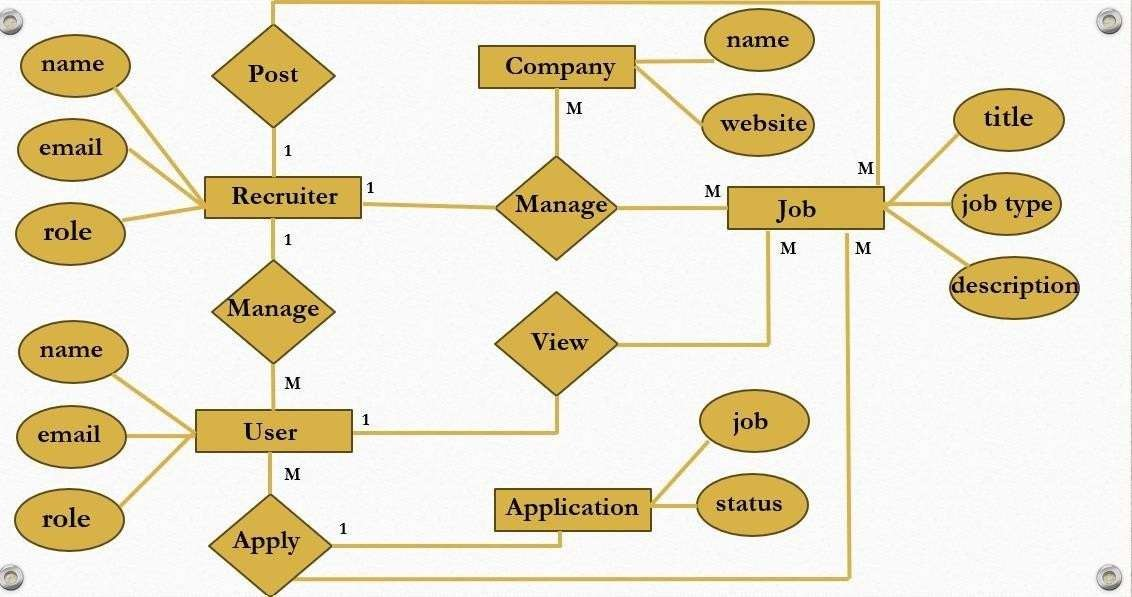 name
Post
Company
name
email
1
M
website
title
Recruiter
1
Manage
M
Job
M
job type
role
1
M
M
description
Manage
View
name
M
email
User
1
job
role
M
Application
status
Apply
1